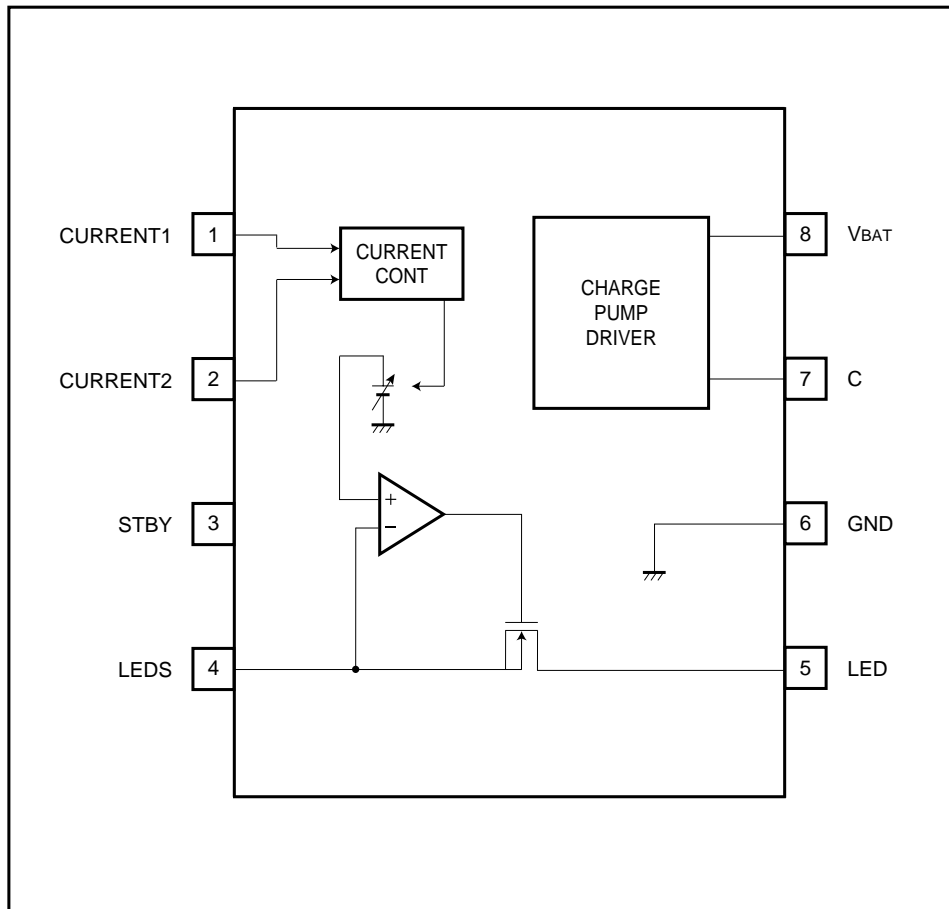 CURRENT1 1
CURRENT
CONT
CHARGE
PUMP
DRIVER
8 VBAT
CURRENT2 2
7 C
STBY 3
+
−
6 GND
LEDS 4
5 LED